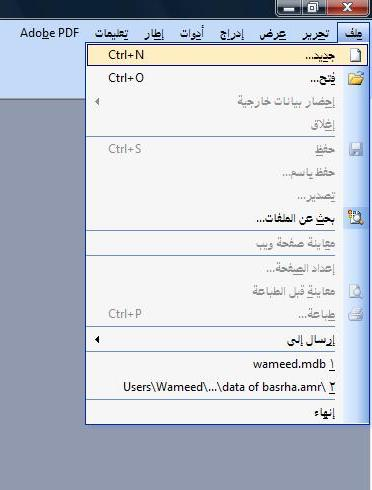 ملف تحرير عرض إدراج أدوات إطار تعليمات Adobe PDF
جديد... Ctrl+N
فتح... Ctrl+O
إحضار بيانات خارجية
إغلاق
حفظ Ctrl+S
حفظ باسم...
تصدير...
بحث عن الملفات...
معاينة صفحة ويب
إعداد الصفحة...
معاينة قبل الطباعة
طباعة... Ctrl+P
إرسال إلى
١ wameed.mdb
٢ \Users\Wameed\...\data of basrha.amr
إنهاء